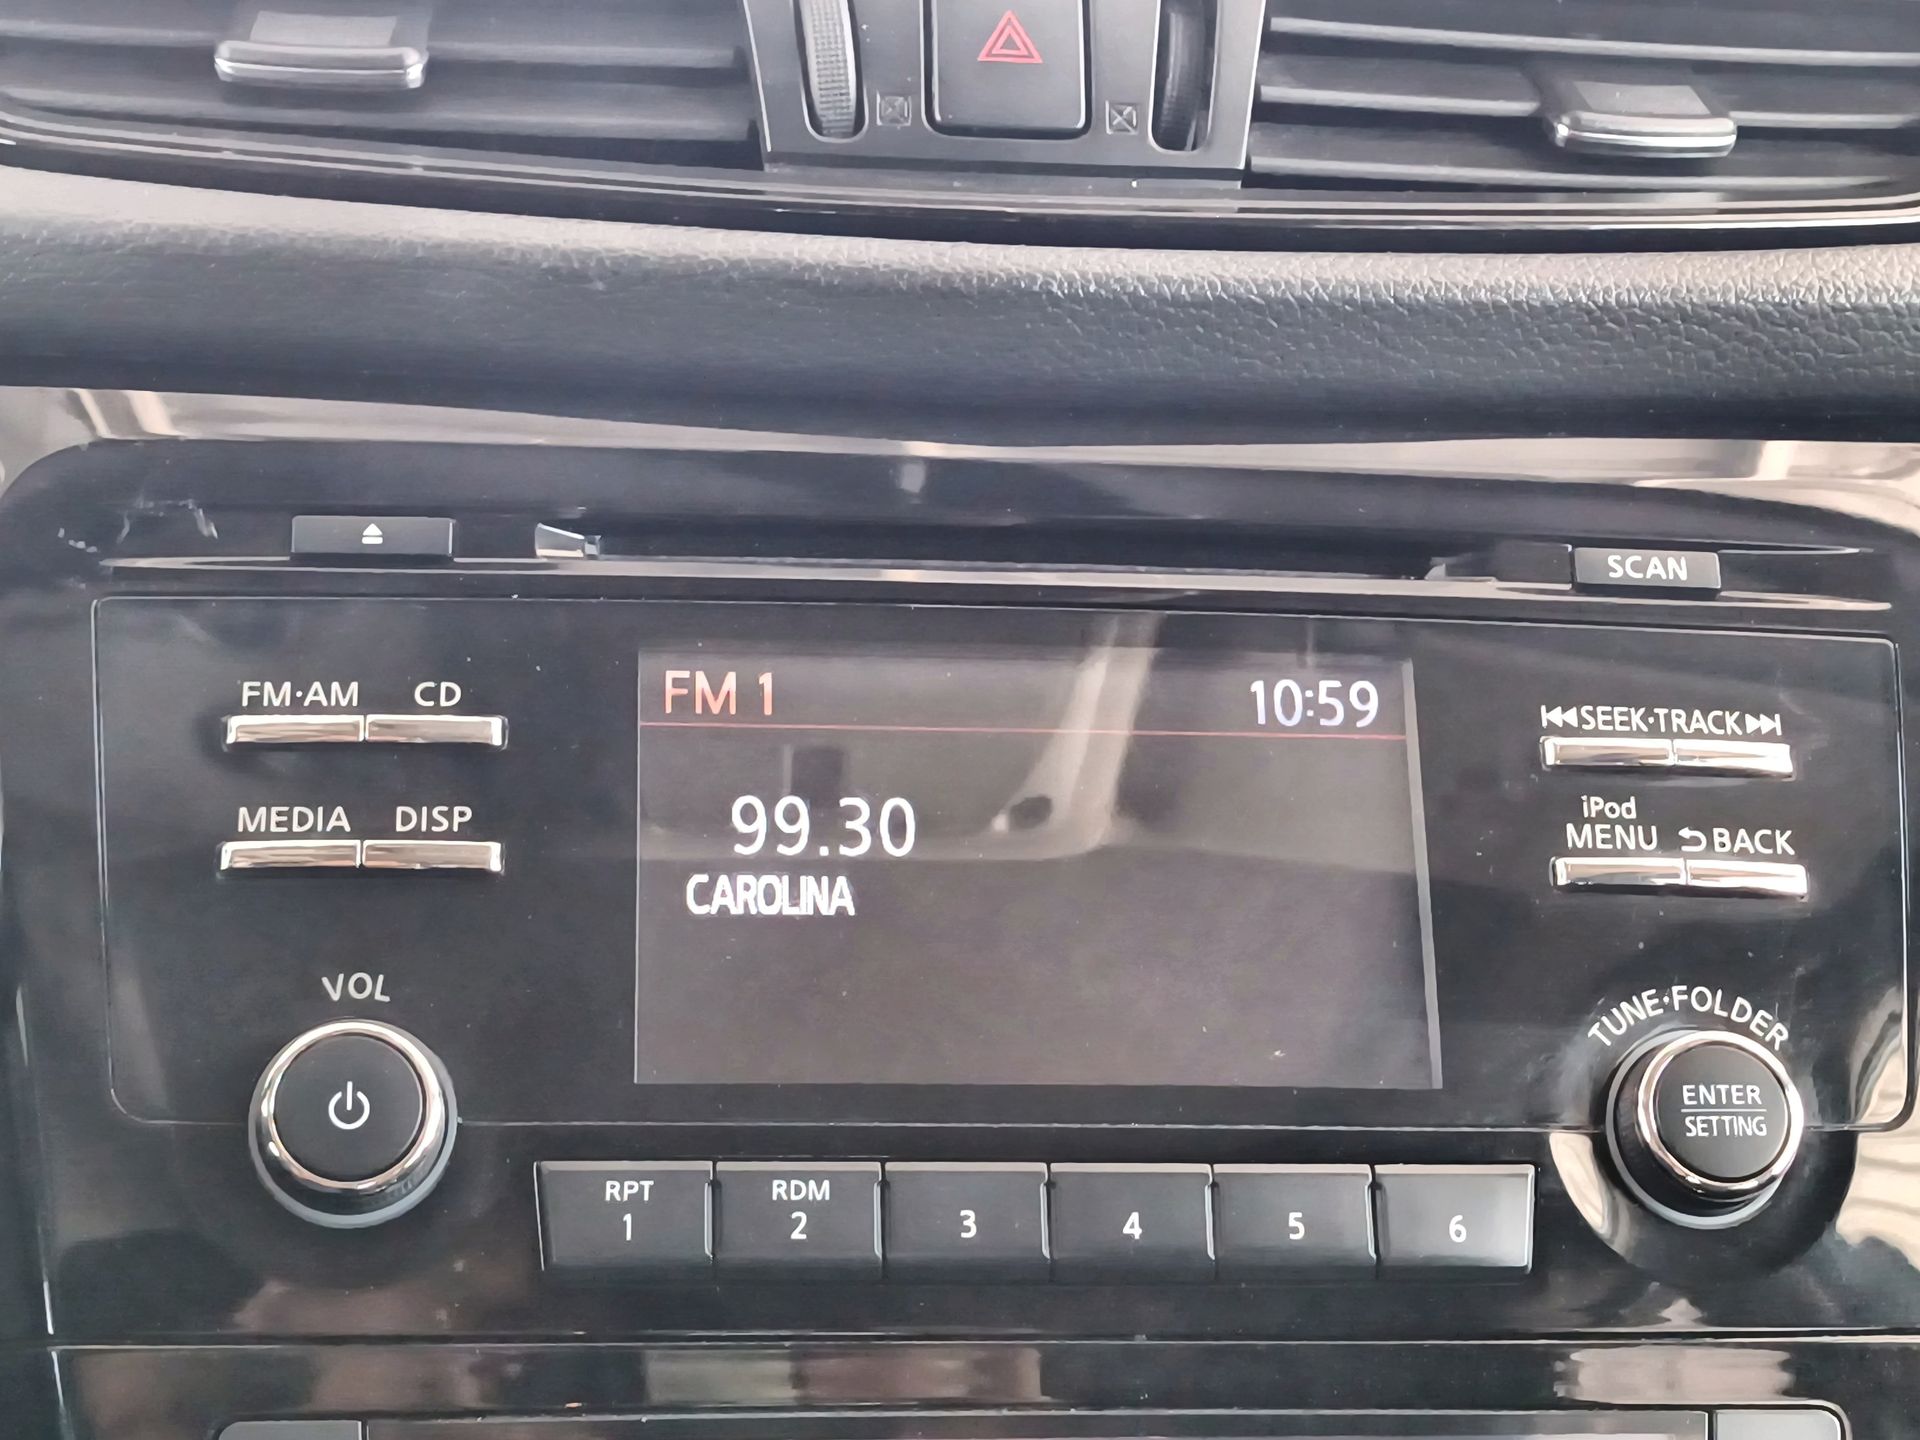 SCAN
FM·AM CD
FM 1 10:59
SEEK·TRACK
MEDIA DISP
99.30
iPod
MENU BACK
CAROLINA
VOL
TUNE·FOLDER
ENTER
SETTING
RPT RDM
1 2 3 4 5 6